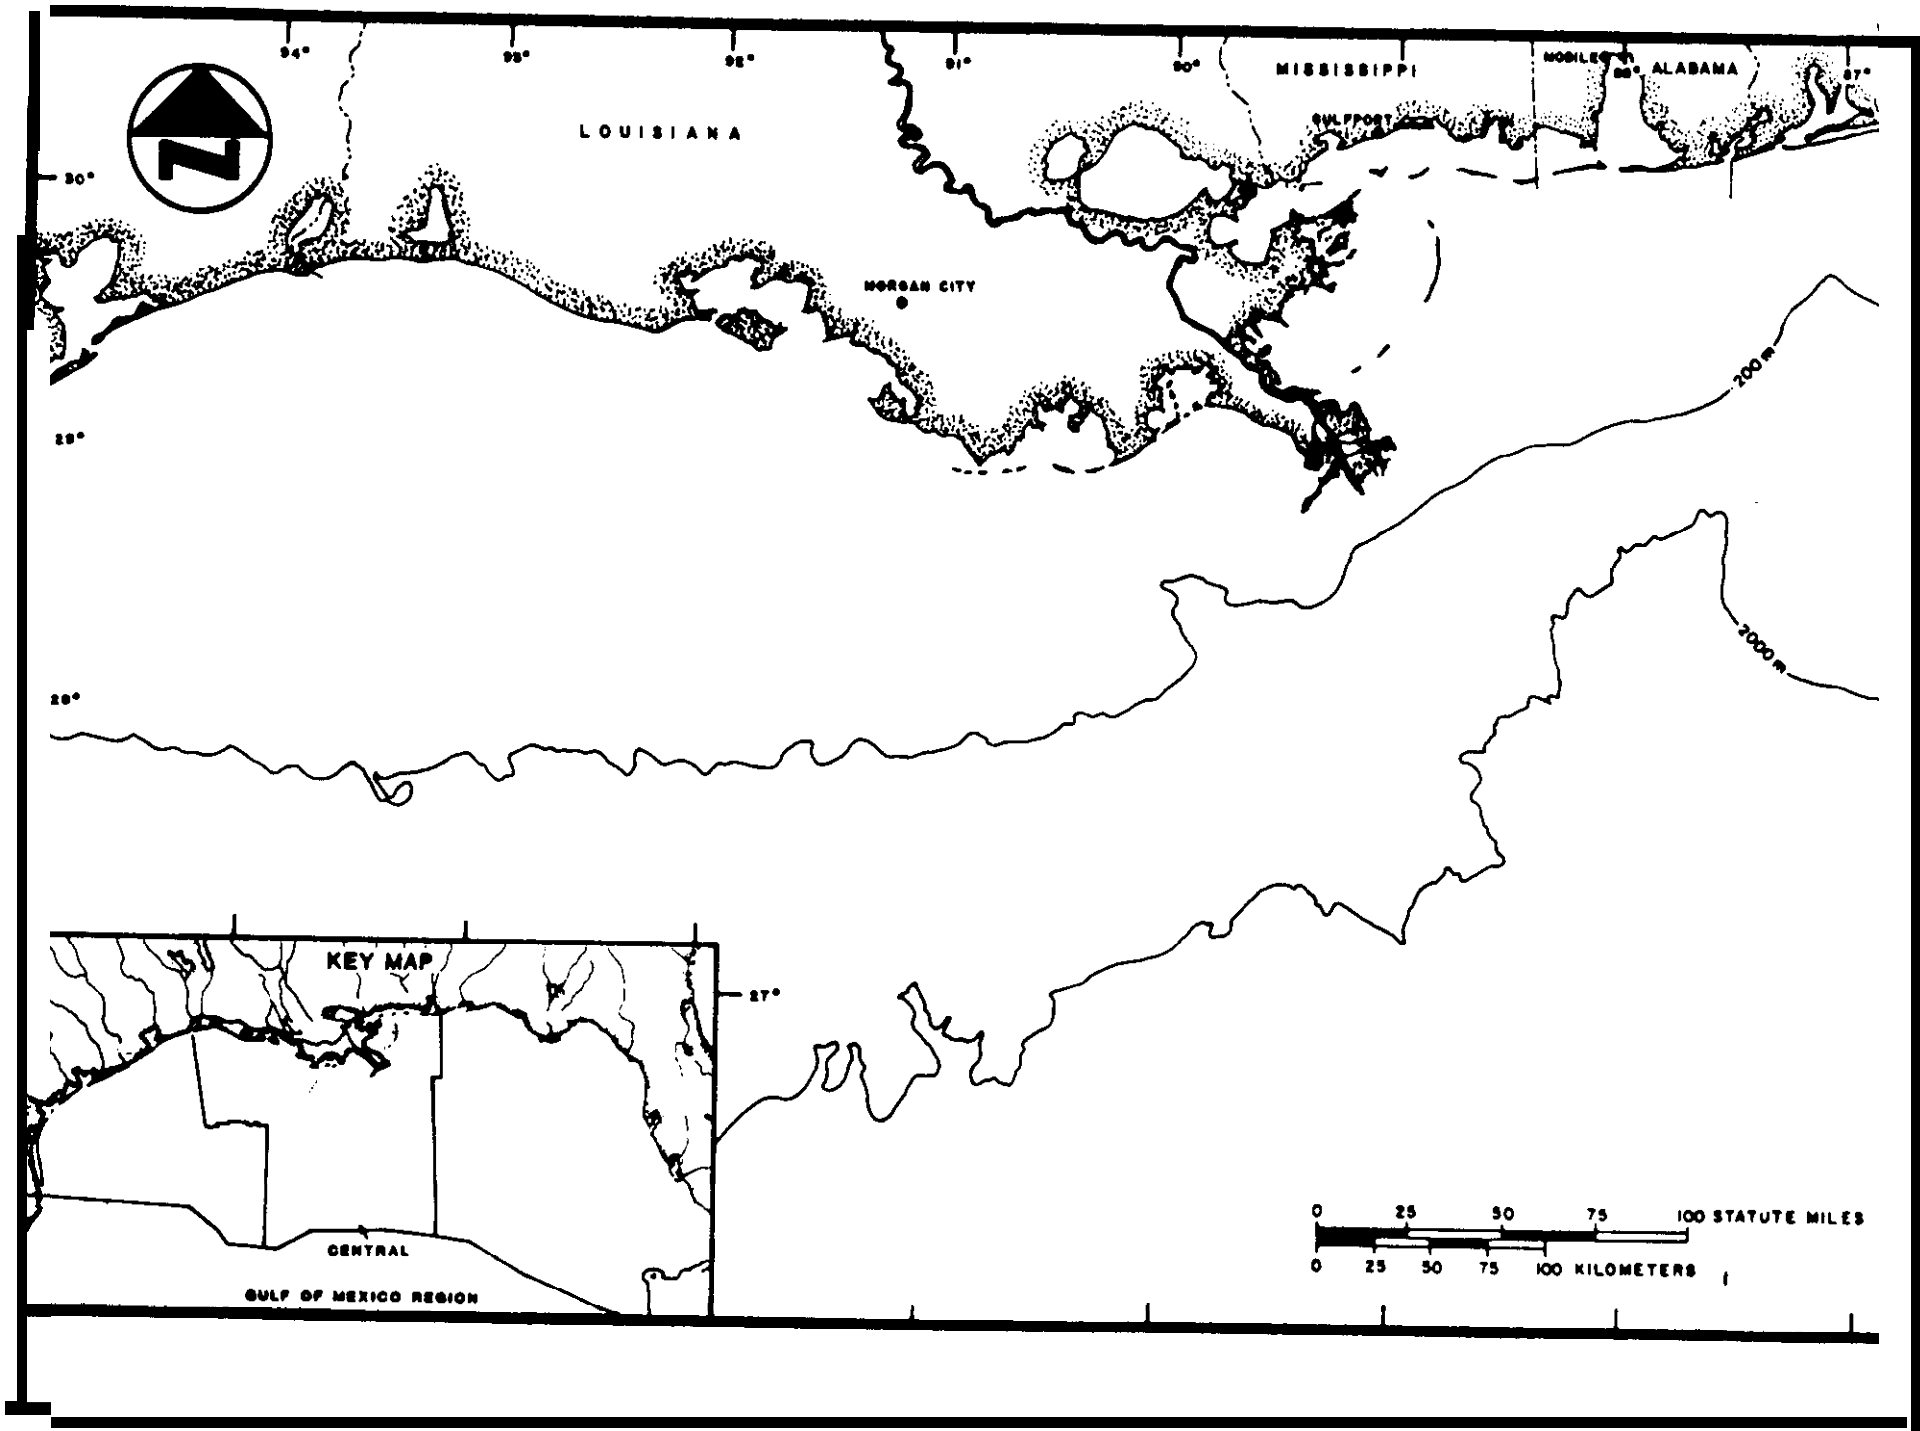 94° 93° 92° 91° 90° MISSISSIPPI MOBILE 88° ALABAMA 87°
N
LOUISIANA
GULFPORT
30°
MORGAN CITY
200 m
29°
2000 m
28°
KEY MAP
27°
0 25 50 75 100 STATUTE MILES
0 25 50 75 100 KILOMETERS
CENTRAL
GULF OF MEXICO REGION